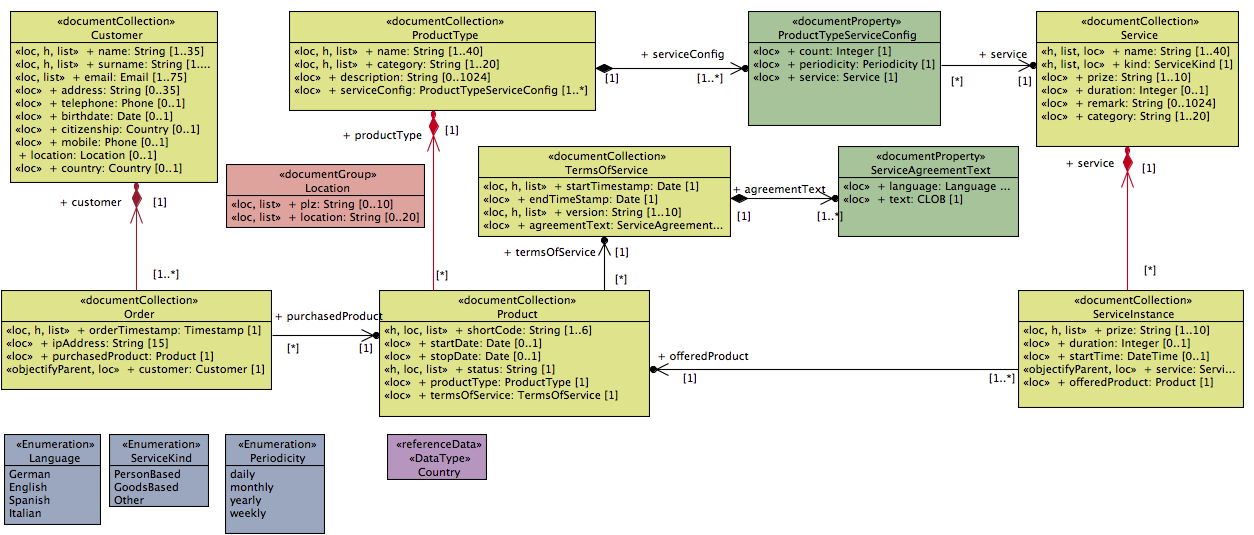 «documentCollection»
Customer
«loc, h, list» + name: String [1..35]
«loc, h, list» + surname: String [1....
«loc, list» + email: Email [1..75]
«loc» + address: String [0..35]
«loc» + telephone: Phone [0..1]
«loc» + birthdate: Date [0..1]
«loc» + citizenship: Country [0..1]
«loc» + mobile: Phone [0..1]
+ location: Location [0..1]
«loc» + country: Country [0..1]
«documentCollection»
ProductType
«loc, h, list» + name: String [1..40]
«loc, h, list» + category: String [1..20]
«loc» + description: String [0..1024]
«loc» + serviceConfig: ProductTypeServiceConfig [1..*]
+ serviceConfig
[1]
[1..*]
«documentProperty»
ProductTypeServiceConfig
«loc» + count: Integer [1]
«loc» + periodicity: Periodicity [1]
«loc» + service: Service [1]
+ service
[*]
[1]
«documentCollection»
Service
«h, list, loc» + name: String [1..40]
«h, list, loc» + kind: ServiceKind [1]
«loc» + prize: String [1..10]
«loc» + duration: Integer [0..1]
«loc» + remark: String [0..1024]
«loc» + category: String [1..20]
+ productType
[1]
[*]
«documentGroup»
Location
«loc, list» + plz: String [0..10]
«loc, list» + location: String [0..20]
«documentCollection»
TermsOfService
«loc, h, list» + startTimestamp: Date [1]
«loc» + endTimeStamp: Date [1]
«loc, h, list» + version: String [1..10]
«loc» + agreementText: ServiceAgreement...
+ agreementText
[1]
[1..*]
«documentProperty»
ServiceAgreementText
«loc» + language: Language ...
«loc» + text: CLOB [1]
+ service
[1]
[*]
+ customer
[1]
[1..*]
+ termsOfService
[1]
[*]
«documentCollection»
Order
«loc, h, list» + orderTimestamp: Timestamp [1]
«loc» + ipAddress: String [15]
«loc» + purchasedProduct: Product [1]
«objectifyParent, loc» + customer: Customer [1]
+ purchasedProduct
[*]
[1]
«documentCollection»
Product
«h, loc, list» + shortCode: String [1..6]
«loc» + startDate: Date [0..1]
«loc» + stopDate: Date [0..1]
«h, loc, list» + status: String [1]
«loc» + productType: ProductType [1]
«loc» + termsOfService: TermsOfService [1]
+ offeredProduct
[1]
[1..*]
«documentCollection»
ServiceInstance
«loc, h, list» + prize: String [1..10]
«loc» + duration: Integer [0..1]
«loc» + startTime: DateTime [0..1]
«objectifyParent, loc» + service: Servi...
«loc» + offeredProduct: Product [1]
«Enumeration»
Language
German
English
Spanish
Italian
«Enumeration»
ServiceKind
PersonBased
GoodsBased
Other
«Enumeration»
Periodicity
daily
monthly
yearly
weekly
«referenceData»
«DataType»
Country